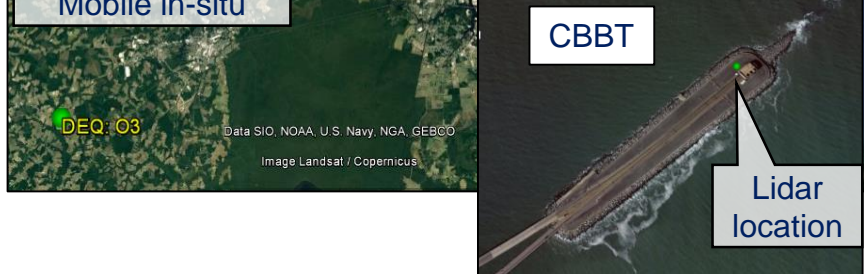 Mobile in-situ
DEQ: O3
Data SIO, NOAA, U.S. Navy, NGA, GEBCO
Image Landsat / Copernicus
CBBT
Lidar
location